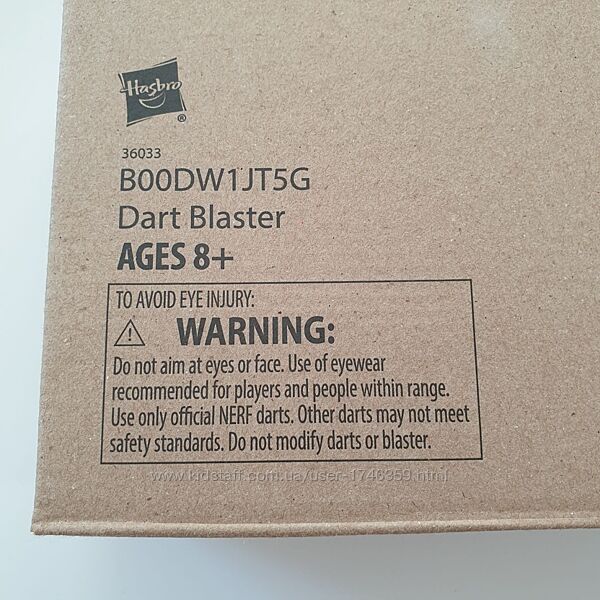 Hasbro
®
36033
B00DW1JT5G
Dart Blaster
AGES 8+
TO AVOID EYE INJURY:
WARNING:
Do not aim at eyes or face. Use of eyewear
recommended for players and people within range.
Use only official NERF darts. Other darts may not meet
safety standards. Do not modify darts or blaster.
www.kidstaff.com.ua/user-1746359.html